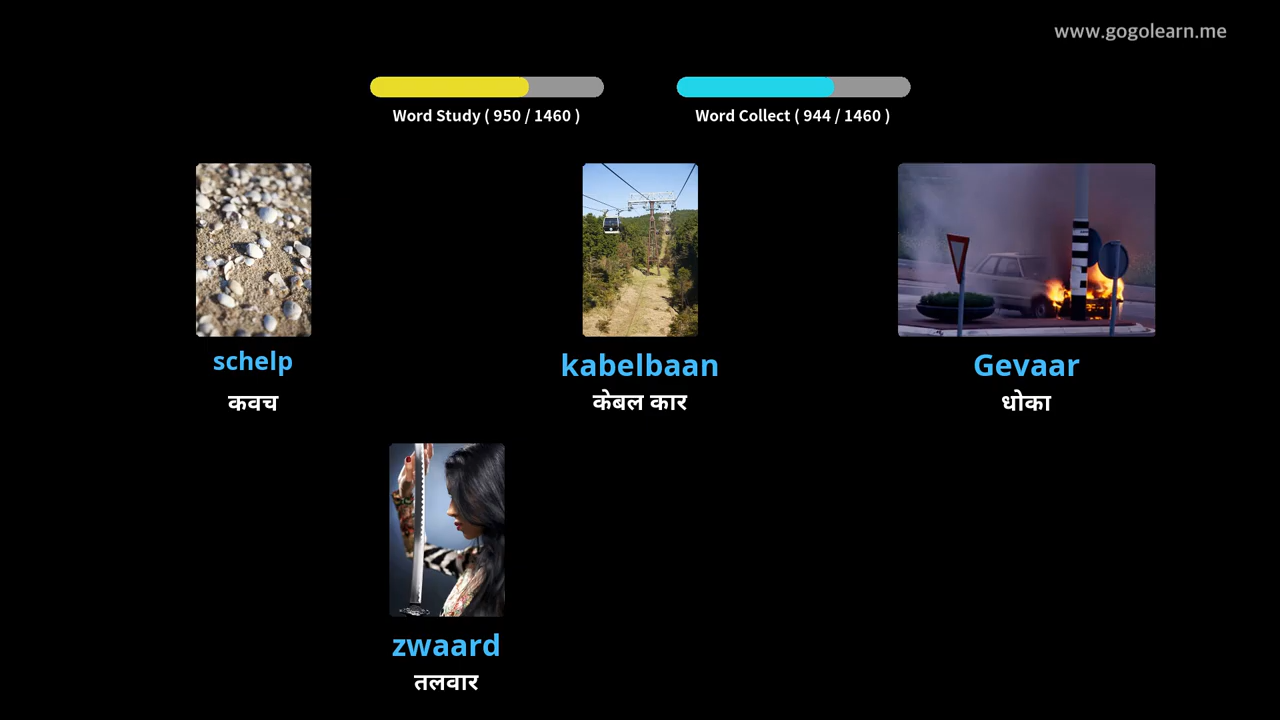 www.gogolearn.me
Word Study ( 950 / 1460 )
Word Collect ( 944 / 1460 )
schelp
कवच
kabelbaan
केबल कार
Gevaar
धोका
zwaard
तलवार